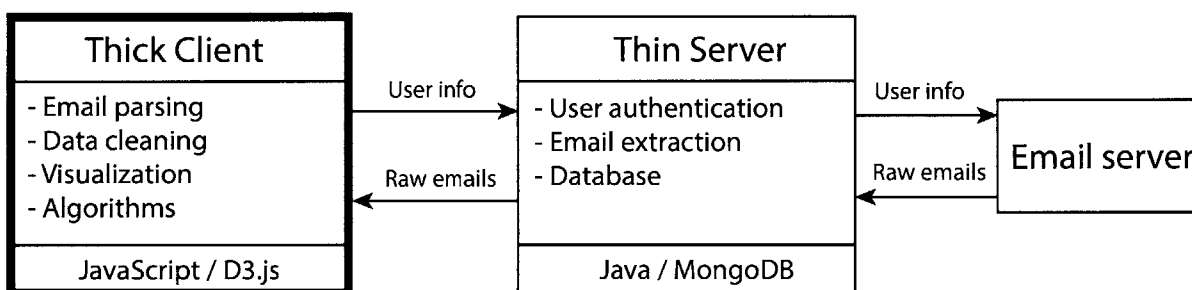 Thick Client
- Email parsing
- Data cleaning
- Visualization
- Algorithms
JavaScript / D3.js
User info
Raw emails
Thin Server
- User authentication
- Email extraction
- Database
Java / MongoDB
User info
Raw emails
Email server